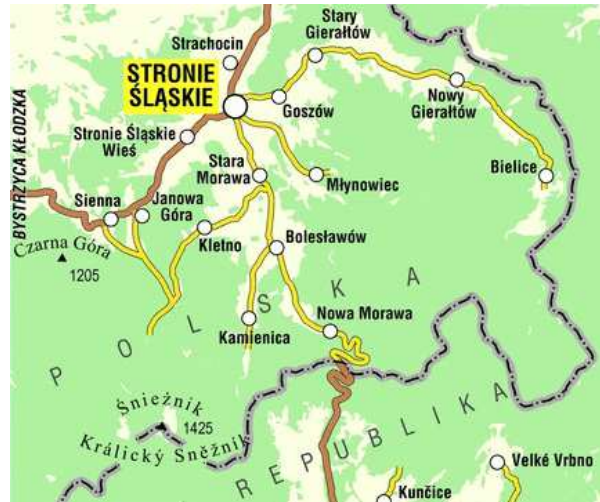 Stary
Gierałtów
Strachocin
STRONIE
ŚLĄSKIE
Goszów
Nowy
Gierałtów
BYSTRZYCA KŁODZKA
Stronie Śląskie
Wieś
Stara
Morawa
Młynowiec
Bielice
Sienna
Janowa
Góra
Kletno
Bolesławów
Czarna Góra
1205
POLSKA
Kamienica
Nowa Morawa
Śnieżnik
1425
Králický Sněžník
REPUBLIKA
Velké Vrbno
Kunčice